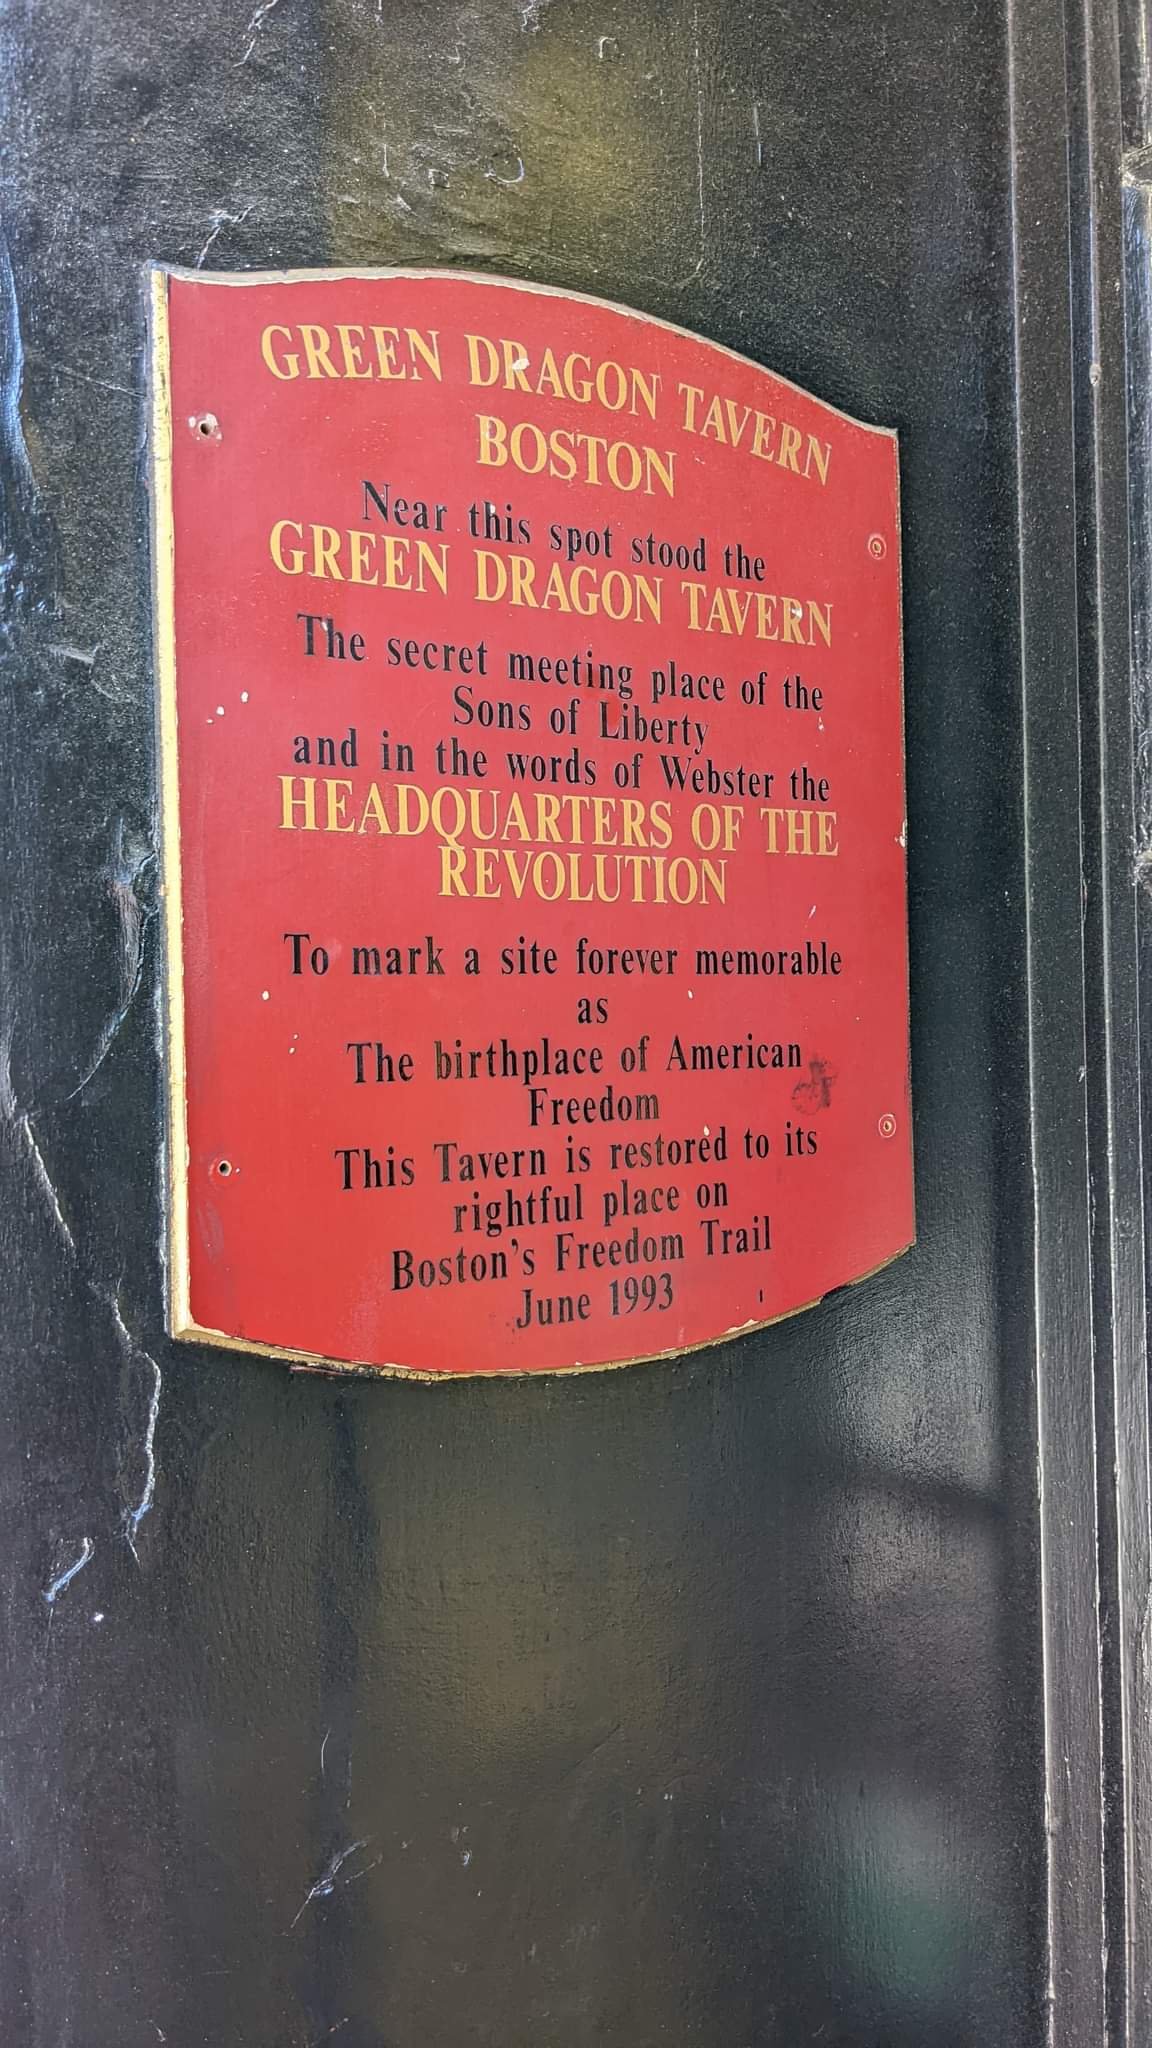 GREEN DRAGON TAVERN
BOSTON
Near this spot stood the
GREEN DRAGON TAVERN
The secret meeting place of the
Sons of Liberty
and in the words of Webster the
HEADQUARTERS OF THE
REVOLUTION
To mark a site forever memorable
as
The birthplace of American
Freedom
This Tavern is restored to its
rightful place on
Boston's Freedom Trail
June 1993